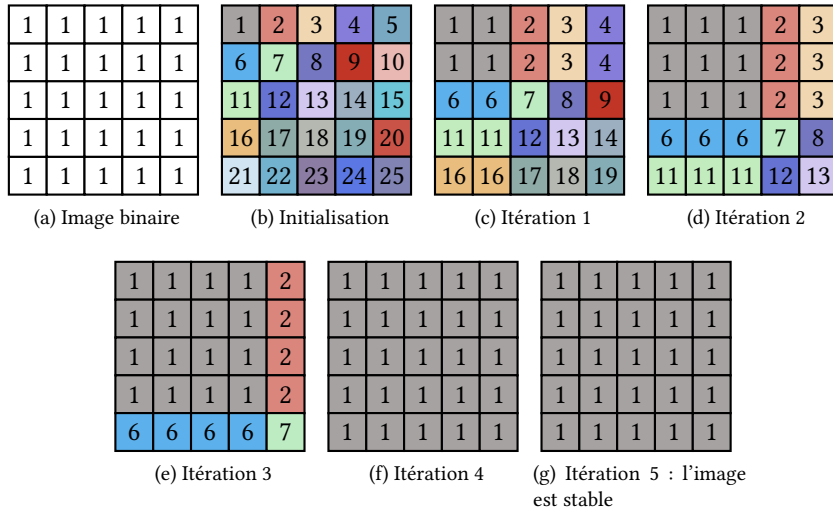 1 1 1 1 1 1 2 3 4 5 1 1 2 3 4 1 1 1 2 3
1 1 1 1 1 6 7 8 9 10 1 1 2 3 4 1 1 1 2 3
1 1 1 1 1 11 12 13 14 15 6 6 7 8 9 1 1 1 2 3
1 1 1 1 1 16 17 18 19 20 11 11 12 13 14 6 6 6 7 8
1 1 1 1 1 21 22 23 24 25 16 16 17 18 19 11 11 11 12 13
(a) Image binaire (b) Initialisation (c) Itération 1 (d) Itération 2
1 1 1 1 2 1 1 1 1 1 1 1 1 1 1
1 1 1 1 2 1 1 1 1 1 1 1 1 1 1
1 1 1 1 2 1 1 1 1 1 1 1 1 1 1
1 1 1 1 2 1 1 1 1 1 1 1 1 1 1
6 6 6 6 7 1 1 1 1 1 1 1 1 1 1
(e) Itération 3 (f) Itération 4 (g) Itération 5 : l'image
est stable